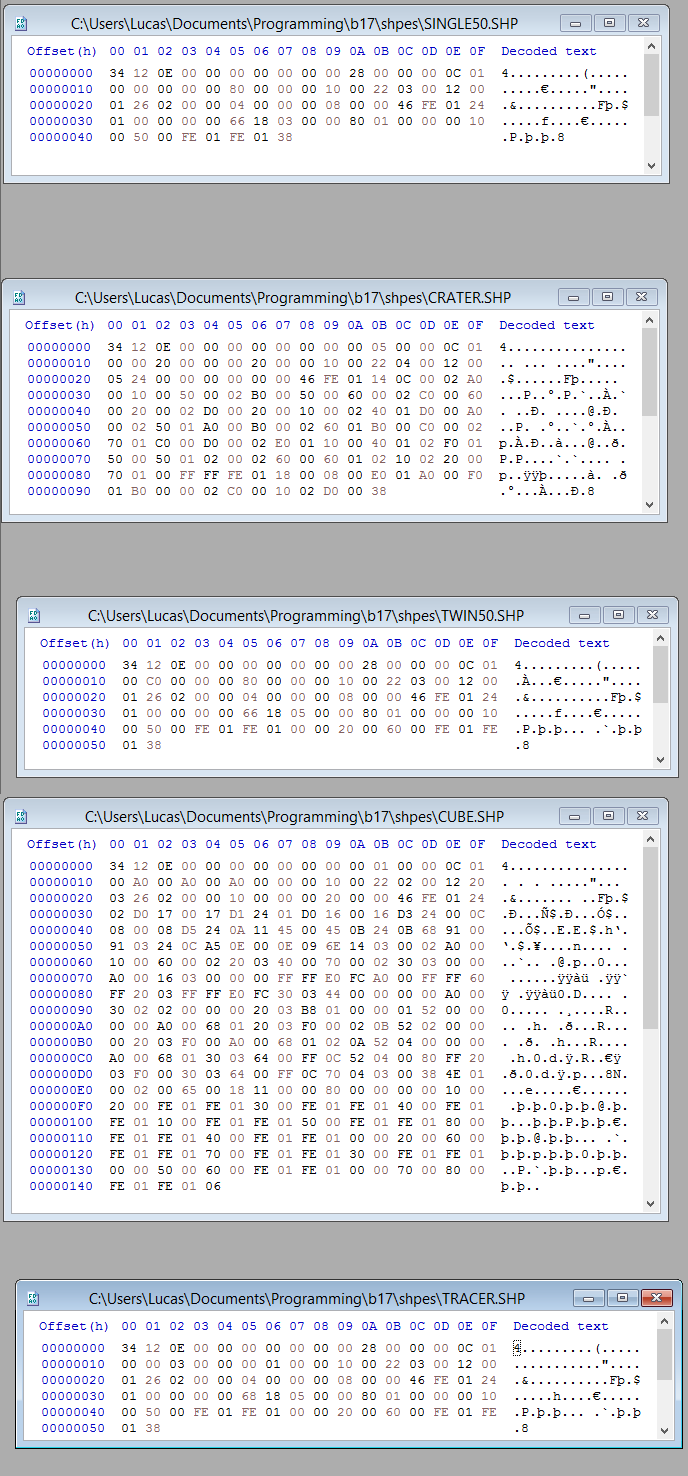 C:\Users\Lucas\Documents\Programming\b17\shpes\SINGLE50.SHP
Offset(h) 00 01 02 03 04 05 06 07 08 09 0A 0B 0C 0D 0E 0F Decoded text
00000000 34 12 0E 00 00 00 00 00 00 00 28 00 00 00 0C 01 4.........(.....
00000010 00 00 00 00 00 80 00 00 00 10 00 22 03 00 12 00 .....€....."....
00000020 01 26 02 00 00 04 00 00 00 08 00 00 46 FE 01 24 .&..........Fþ.$
00000030 01 00 00 00 00 66 18 03 00 00 80 01 00 00 00 10 .....f....€.....
00000040 00 50 00 FE 01 FE 01 38 .P.þ.þ.8
C:\Users\Lucas\Documents\Programming\b17\shpes\CRATER.SHP
Offset(h) 00 01 02 03 04 05 06 07 08 09 0A 0B 0C 0D 0E 0F Decoded text
00000000 34 12 0E 00 00 00 00 00 00 00 00 05 00 00 0C 01 4...............
00000010 00 00 20 00 00 00 20 00 00 10 00 22 04 00 12 00 .. ... ...."....
00000020 05 24 00 00 00 00 00 00 46 FE 01 14 0C 00 02 A0 .$......Fþ..... 
00000030 00 10 00 50 00 02 B0 00 50 00 60 00 02 C0 00 60 ...P..°.P.`..À.`
00000040 00 20 00 02 D0 00 20 00 10 00 02 40 01 D0 00 A0 . ..Ð. ....@.Ð. 
00000050 00 02 50 01 A0 00 B0 00 02 60 01 B0 00 C0 00 02 ..P. .°..`.°.À..
00000060 70 01 C0 00 D0 00 02 E0 01 10 00 40 01 02 F0 01 p.À.Ð..à...@..ð.
00000070 50 00 50 01 02 00 02 60 00 60 01 02 10 02 20 00 P.P....`.`.... .
00000080 70 01 00 FF FF FE 01 18 00 08 00 E0 01 A0 00 F0 p..ÿÿþ.....à. .ð
00000090 01 B0 00 00 02 C0 00 10 02 D0 00 38 .°...À...Ð.8
C:\Users\Lucas\Documents\Programming\b17\shpes\TWIN50.SHP
Offset(h) 00 01 02 03 04 05 06 07 08 09 0A 0B 0C 0D 0E 0F Decoded text
00000000 34 12 0E 00 00 00 00 00 00 00 28 00 00 00 0C 01 4.........(.....
00000010 00 C0 00 00 00 80 00 00 00 10 00 22 03 00 12 00 .À...€....."....
00000020 01 26 02 00 00 04 00 00 00 08 00 00 46 FE 01 24 .&..........Fþ.$
00000030 01 00 00 00 00 66 18 05 00 00 80 01 00 00 00 10 .....f....€.....
00000040 00 50 00 FE 01 FE 01 00 00 20 00 60 00 FE 01 FE .P.þ.þ... .`.þ.þ
00000050 01 38 .8
C:\Users\Lucas\Documents\Programming\b17\shpes\CUBE.SHP
Offset(h) 00 01 02 03 04 05 06 07 08 09 0A 0B 0C 0D 0E 0F Decoded text
00000000 34 12 0E 00 00 00 00 00 00 00 00 01 00 00 0C 01 4...............
00000010 00 A0 00 A0 00 A0 00 00 00 10 00 22 02 00 12 20 . . . ....."... 
00000020 03 26 02 00 00 10 00 00 00 20 00 00 46 FE 01 24 .&....... ..Fþ.$
00000030 02 D0 17 00 17 D1 24 01 D0 16 00 16 D3 24 00 0C .Ð...Ñ$.Ð...Ó$..
00000040 08 00 08 D5 24 0A 11 45 00 45 0B 24 0B 68 91 00 ...Õ$..E.E.$.h‘.
00000050 91 03 24 0C A5 0E 00 0E 09 6E 14 03 00 02 A0 00 ‘.$.¥....n.... .
00000060 10 00 60 00 02 20 03 40 00 70 00 02 30 03 00 00 ..`.. .@.p..0...
00000070 A0 00 16 03 00 00 00 FF FF E0 FC A0 00 FF FF 60  ......ÿÿàü .ÿÿ`
00000080 FF 20 03 FF FF E0 FC 30 03 44 00 00 00 00 A0 00 ÿ .ÿÿàü0.D.... .
00000090 30 02 02 00 00 00 20 03 B8 01 00 00 01 52 00 00 0..... .¸....R..
000000A0 00 00 A0 00 68 01 20 03 F0 00 02 0B 52 02 00 00 .. .h. .ð...R...
000000B0 00 20 03 F0 00 A0 00 68 01 02 0A 52 04 00 00 00 . .ð. .h...R....
000000C0 A0 00 68 01 30 03 64 00 FF 0C 52 04 00 80 FF 20  .h.0.d.ÿ.R..€ÿ 
000000D0 03 F0 00 30 03 64 00 FF 0C 70 04 03 00 38 4E 01 .ð.0.d.ÿ.p...8N.
000000E0 00 02 00 65 00 18 11 00 00 80 00 00 00 00 10 00 ...e.....€......
000000F0 20 00 FE 01 FE 01 30 00 FE 01 FE 01 40 00 FE 01  .þ.þ.0.þ.þ.@.þ.
00000100 FE 01 10 00 FE 01 FE 01 50 00 FE 01 FE 01 80 00 þ...þ.þ.P.þ.þ.€.
00000110 FE 01 FE 01 40 00 FE 01 FE 01 00 00 20 00 60 00 þ.þ.@.þ.þ... .`.
00000120 FE 01 FE 01 70 00 FE 01 FE 01 30 00 FE 01 FE 01 þ.þ.p.þ.þ.0.þ.þ.
00000130 00 00 50 00 60 00 FE 01 FE 01 00 00 70 00 80 00 ..P.`.þ.þ...p.€.
00000140 FE 01 FE 01 06 þ.þ..
C:\Users\Lucas\Documents\Programming\b17\shpes\TRACER.SHP
Offset(h) 00 01 02 03 04 05 06 07 08 09 0A 0B 0C 0D 0E 0F Decoded text
00000000 34 12 0E 00 00 00 00 00 00 00 28 00 00 00 0C 01 4.........(.....
00000010 00 00 03 00 00 00 01 00 00 10 00 22 03 00 12 00 ..........."....
00000020 01 26 02 00 00 04 00 00 00 08 00 00 46 FE 01 24 .&..........Fþ.$
00000030 01 00 00 00 00 68 18 05 00 00 80 01 00 00 00 10 .....h....€.....
00000040 00 50 00 FE 01 FE 01 00 00 20 00 60 00 FE 01 FE .P.þ.þ... .`.þ.þ
00000050 01 38 .8